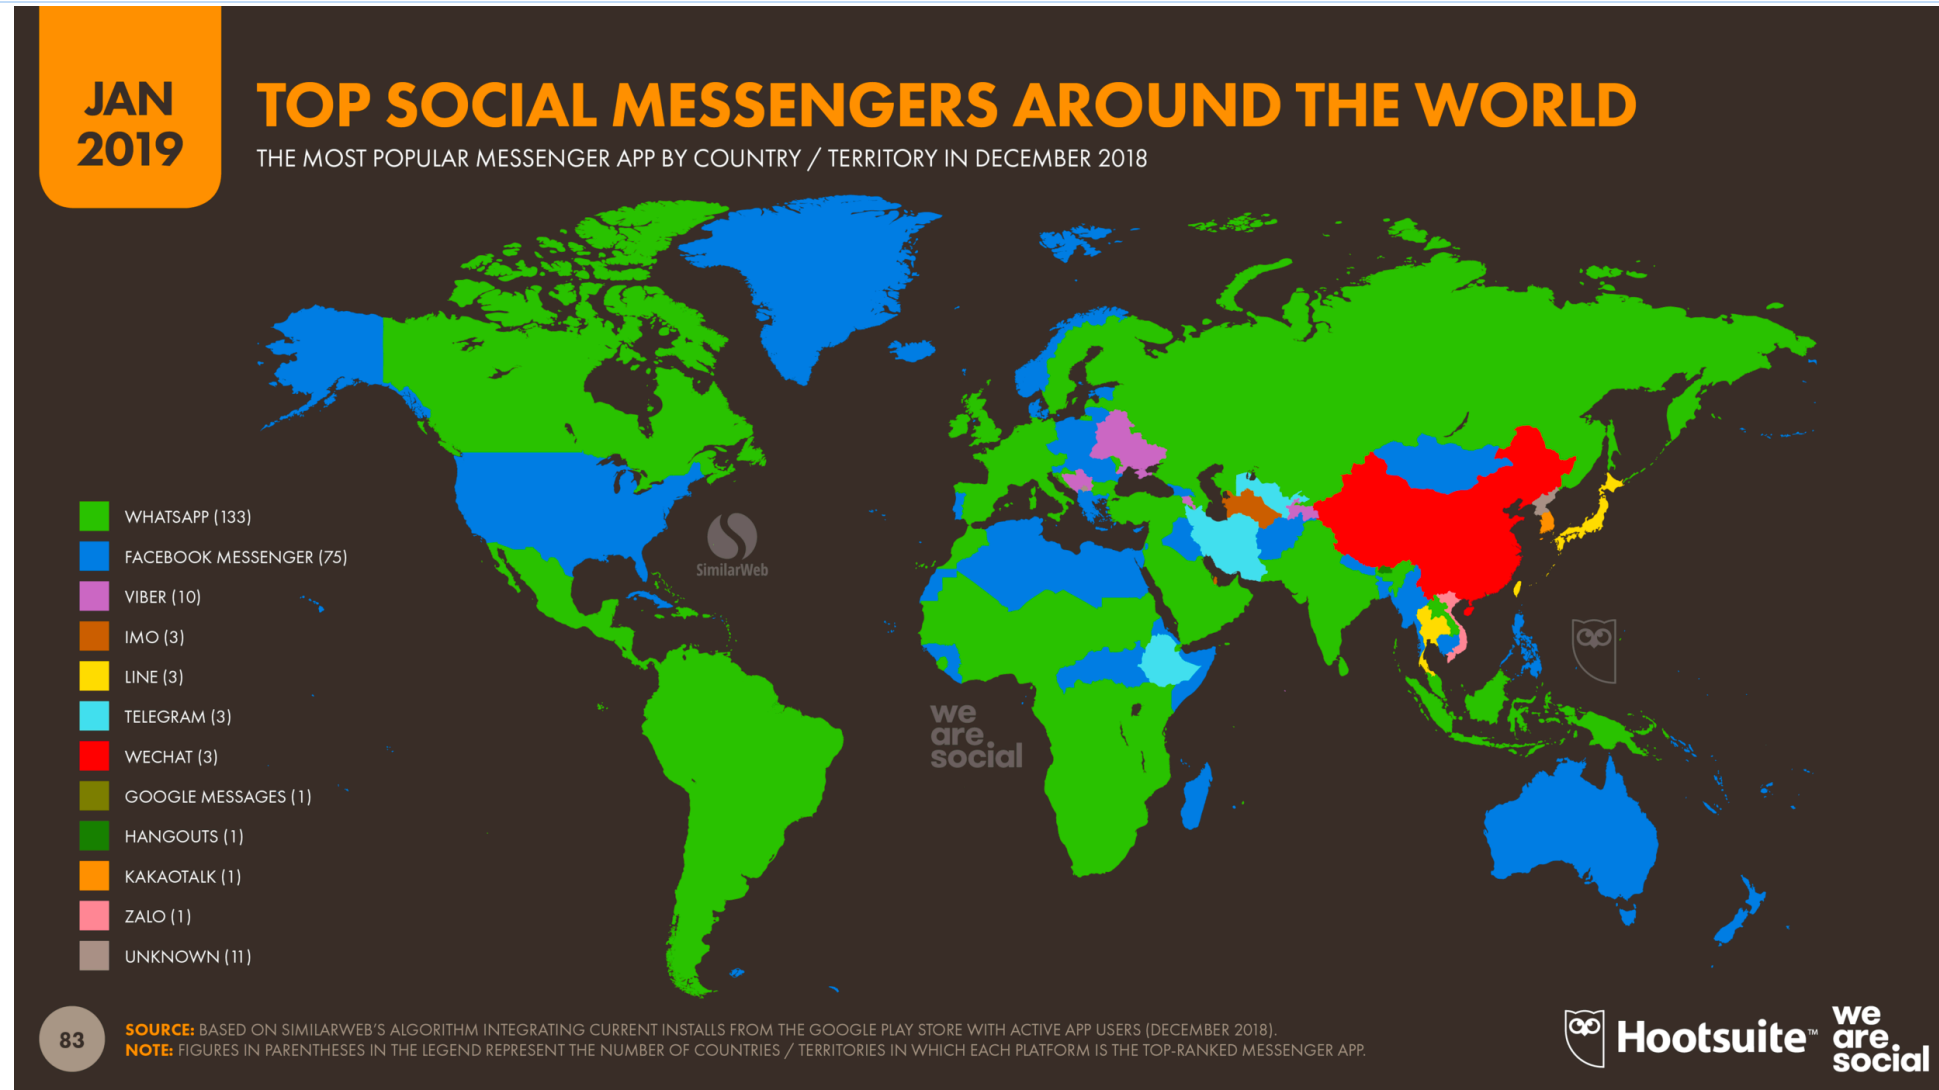 JAN
2019
TOP SOCIAL MESSENGERS AROUND THE WORLD
THE MOST POPULAR MESSENGER APP BY COUNTRY / TERRITORY IN DECEMBER 2018
SimilarWeb
we
are
social
WHATSAPP (133)
FACEBOOK MESSENGER (75)
VIBER (10)
IMO (3)
LINE (3)
TELEGRAM (3)
WECHAT (3)
GOOGLE MESSAGES (1)
HANGOUTS (1)
KAKAOTALK (1)
ZALO (1)
UNKNOWN (11)
83
SOURCE: BASED ON SIMILARWEB'S ALGORITHM INTEGRATING CURRENT INSTALLS FROM THE GOOGLE PLAY STORE WITH ACTIVE APP USERS (DECEMBER 2018).
NOTE: FIGURES IN PARENTHESES IN THE LEGEND REPRESENT THE NUMBER OF COUNTRIES / TERRITORIES IN WHICH EACH PLATFORM IS THE TOP-RANKED MESSENGER APP.
Hootsuite™
we
are
social